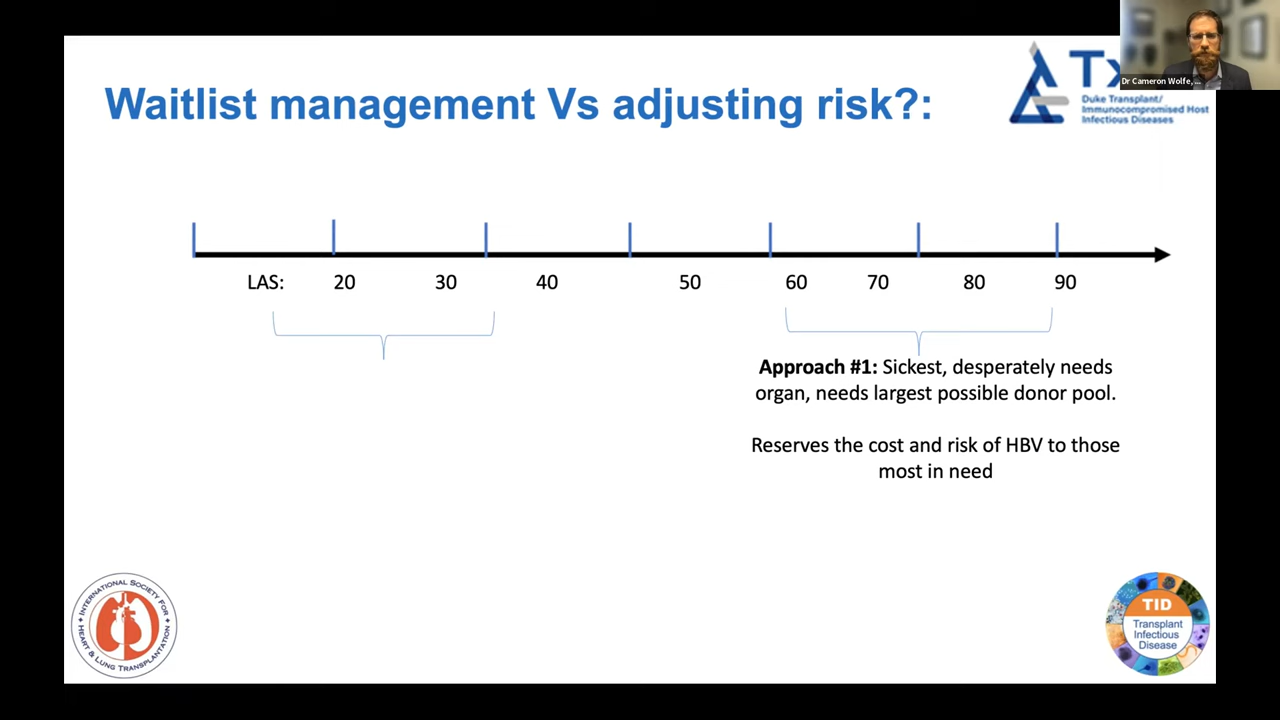 Dr Cameron Wolfe, ...
Waitlist management Vs adjusting risk?:
Duke Transplant/
Immunocompromised Host
Infectious Diseases
LAS: 20 30 40 50 60 70 80 90
Approach #1: Sickest, desperately needs
organ, needs largest possible donor pool.
Reserves the cost and risk of HBV to those
most in need
INTERNATIONAL SOCIETY FOR
HEART & LUNG TRANSPLANTATION
TID
Transplant
Infectious
Disease